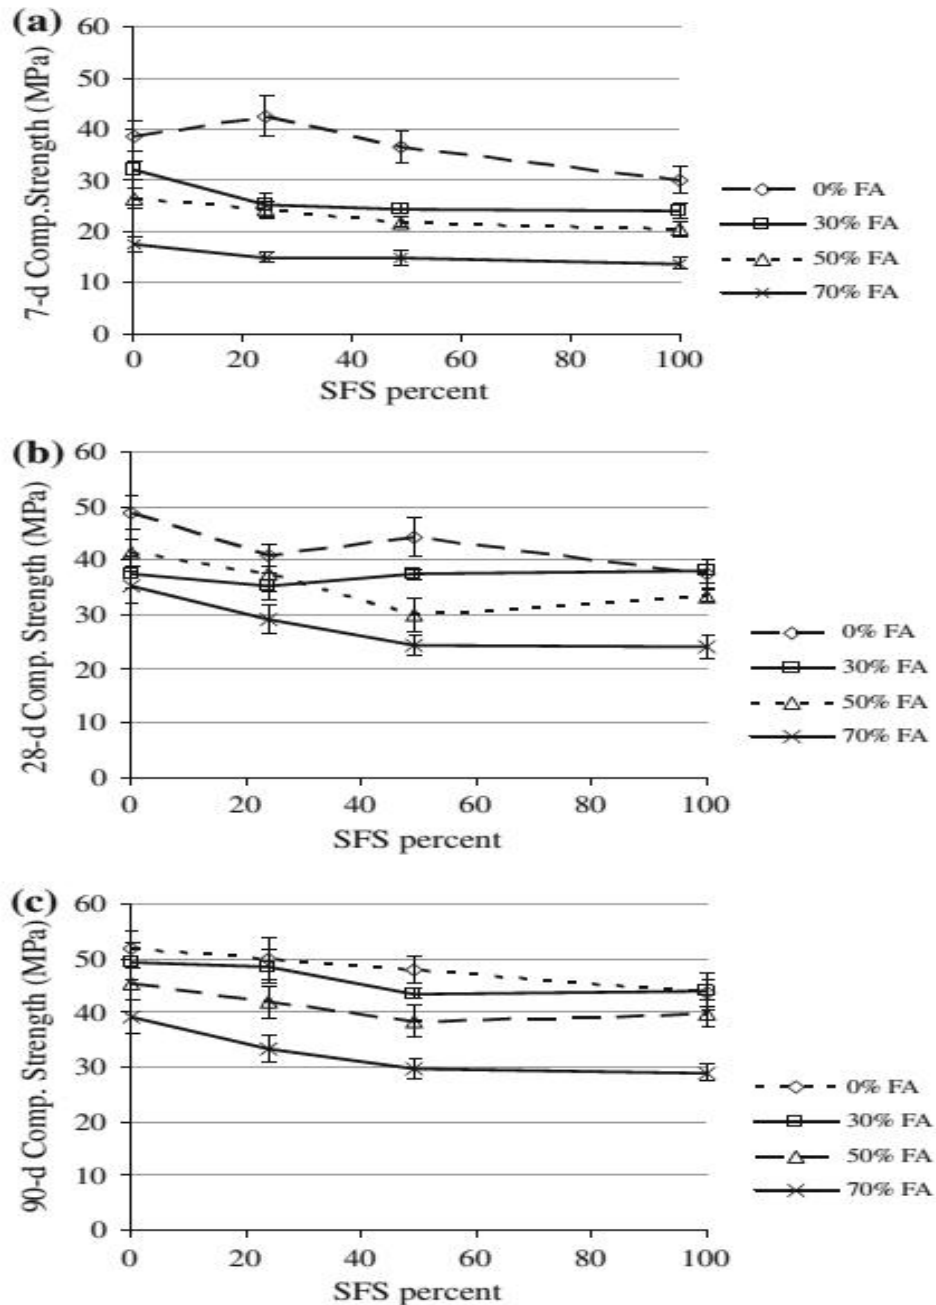 (a)
7-d Comp.Strength (MPa)
60
50
40
30
20
10
0
0 20 40 60 80 100
SFS percent
0% FA
30% FA
50% FA
70% FA
(b)
28-d Comp. Strength (MPa)
60
50
40
30
20
10
0
0 20 40 60 80 100
SFS percent
0% FA
30% FA
50% FA
70% FA
(c)
90-d Comp. Strength (MPa)
60
50
40
30
20
10
0
0 20 40 60 80 100
SFS percent
0% FA
30% FA
50% FA
70% FA